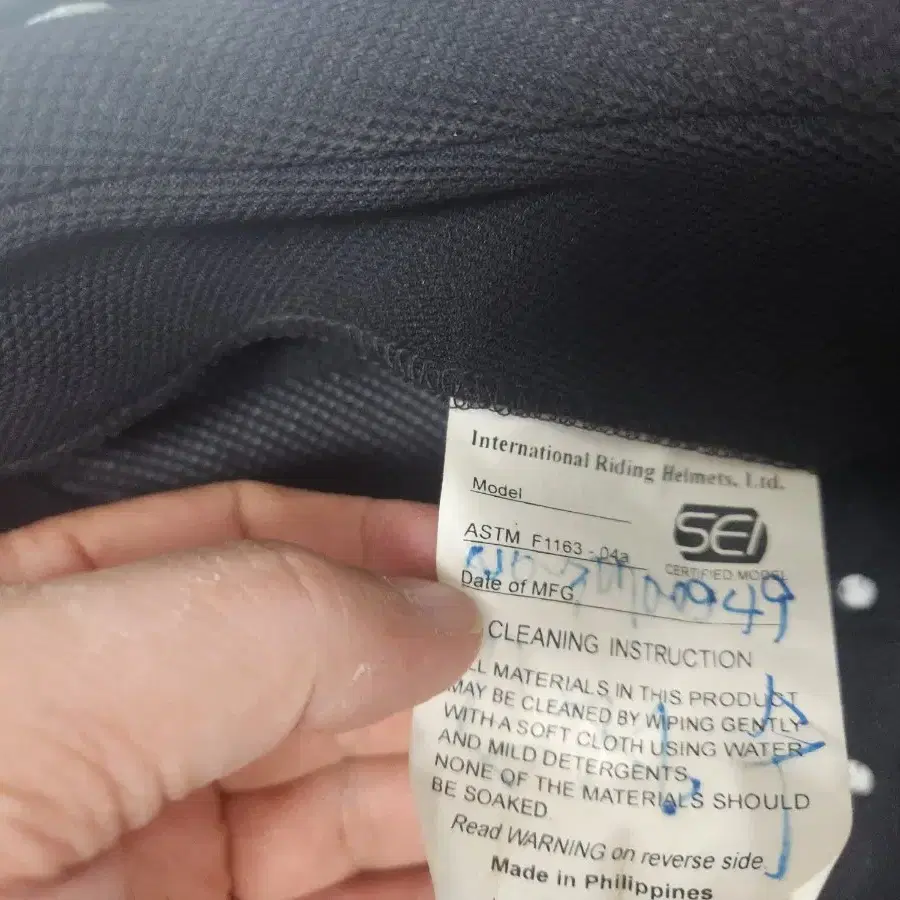 International Riding Helmets, Ltd.
Model
SEI
ASTM F1163 - 04a
CERTIFIED MODEL
Date of MFG
0949
CLEANING INSTRUCTION
MATERIALS IN THIS PRODUCT
MAY BE CLEANED BY WIPING GENTLY
WITH A SOFT CLOTH USING WATER
AND MILD DETERGENTS,
NONE OF THE MATERIALS SHOULD
BE SOAKED.
Read WARNING on reverse side.
Made in Philippines